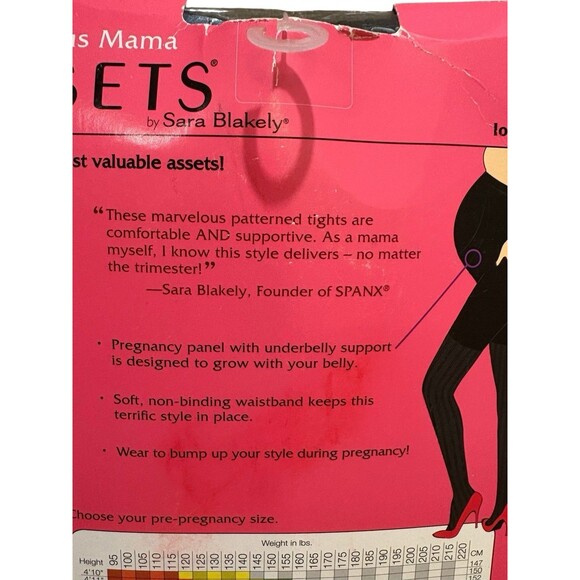 us Mama
SETS®
by Sara Blakely®
lo
st valuable assets!
“These marvelous patterned tights are
comfortable AND supportive. As a mama
myself, I know this style delivers – no matter
the trimester!”
—Sara Blakely, Founder of SPANX®
· Pregnancy panel with underbelly support
is designed to grow with your belly.
· Soft, non-binding waistband keeps this
terrific style in place.
· Wear to bump up your style during pregnancy!
Choose your pre-pregnancy size.
Weight in lbs.
Height 95 100 105 110 115 120 125 130 135 140 145 150 155 160 165 170 175 180 185 190 195 200 205 210 215 220 CM
4'10" 147
4'11" 150
152